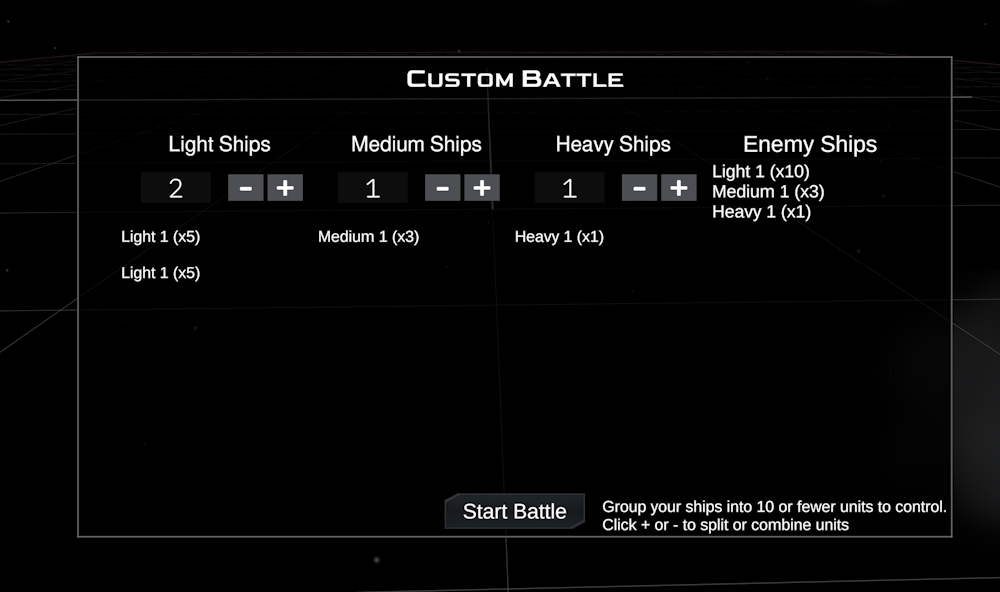 Custom Battle
Light Ships
Medium Ships
Heavy Ships
Enemy Ships
2 - +
1 - +
1 - +
Light 1 (x10)
Medium 1 (x3)
Heavy 1 (x1)
Light 1 (x5)
Medium 1 (x3)
Heavy 1 (x1)
Light 1 (x5)
Start Battle
Group your ships into 10 or fewer units to control.
Click + or - to split or combine units